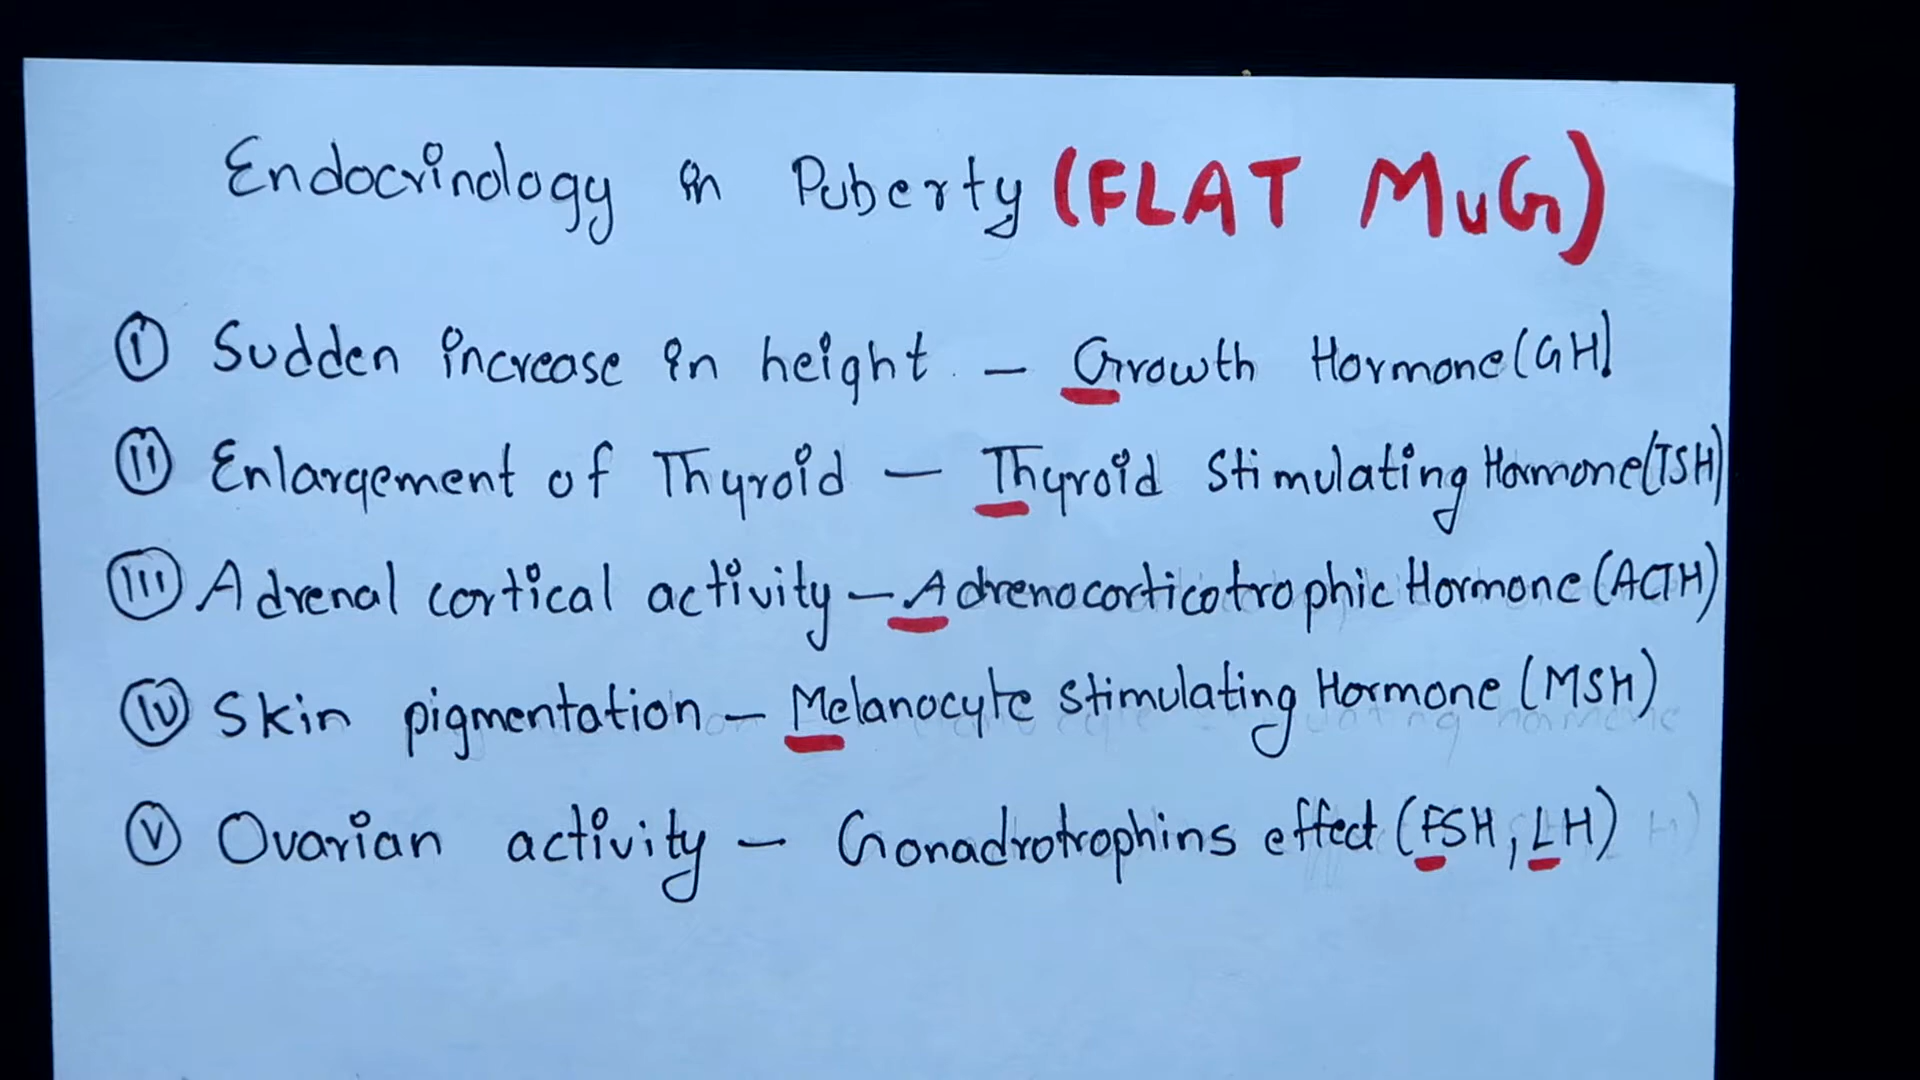 Endocrinology in Puberty (FLAT MuG)
(i) Sudden increase in height - Growth Hormone (GH)
(ii) Enlargement of Thyroid - Thyroid Stimulating Hormone (TSH)
(iii) Adrenal cortical activity - Adrenocorticotrophic Hormone (ACTH)
(iv) Skin pigmentation - Melanocyte Stimulating Hormone (MSH)
(v) Ovarian activity - Gonadrotrophins effect (FSH, LH)